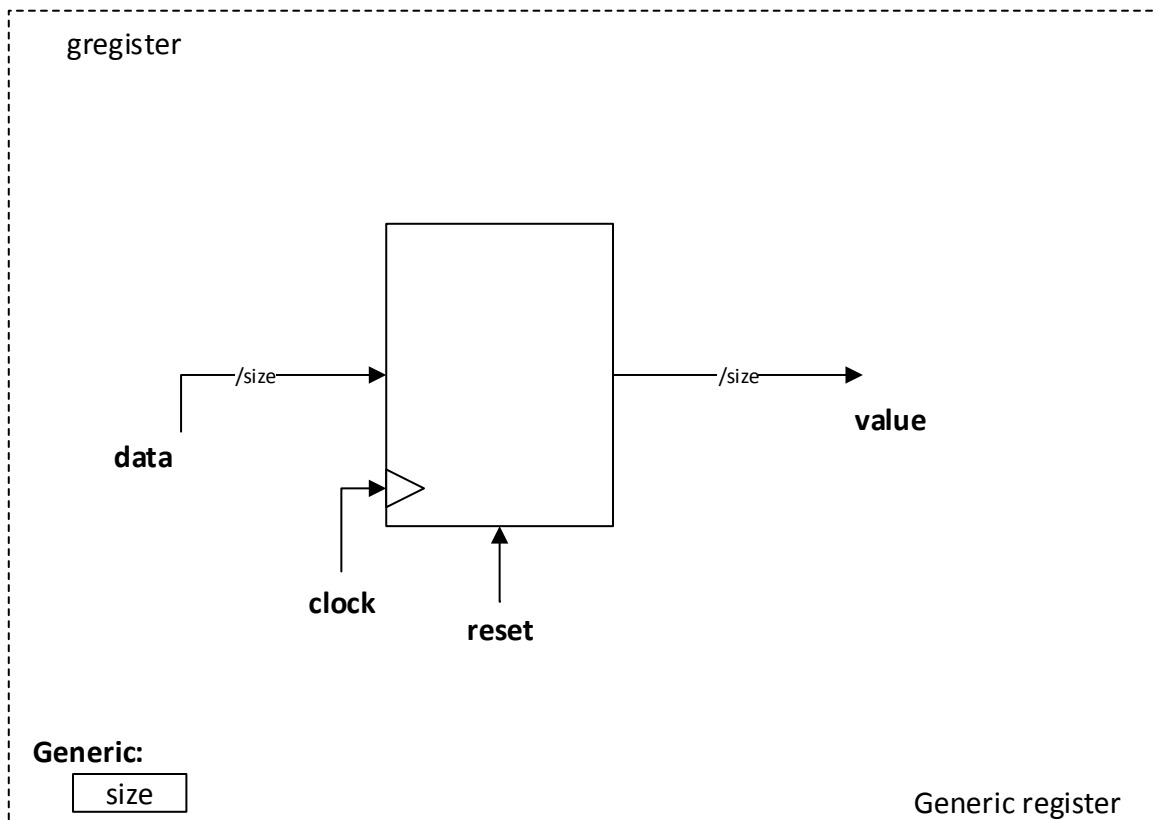 gregister
/size
/size
value
data
clock
reset
Generic:
size
Generic register